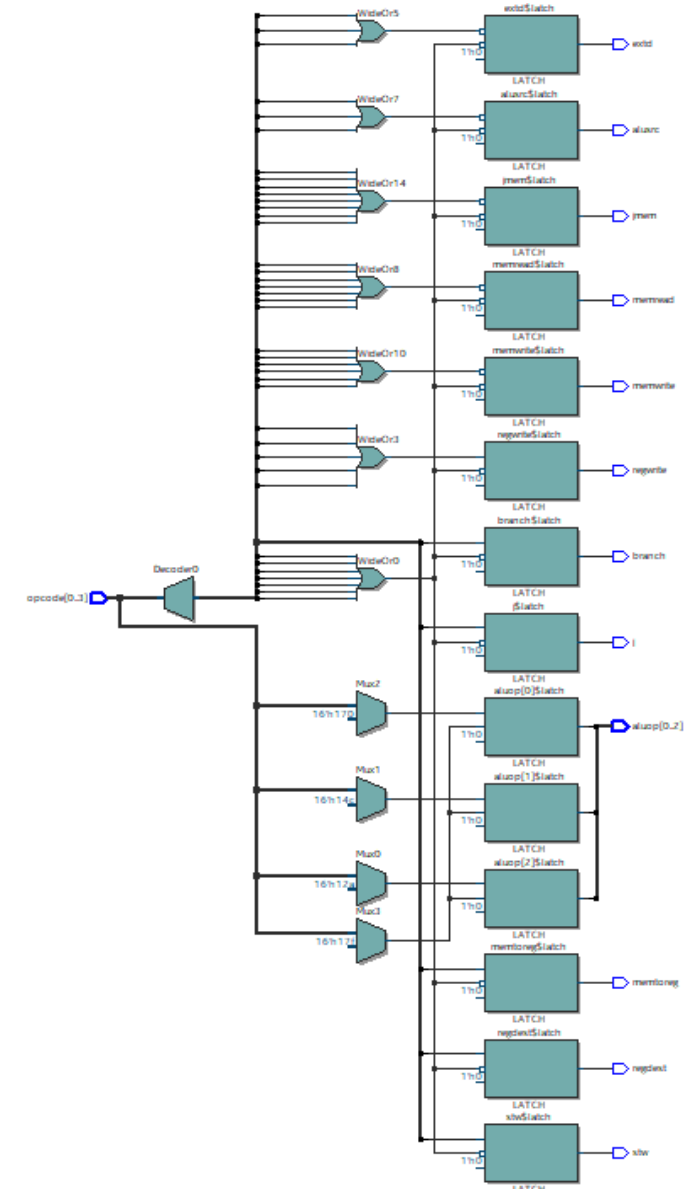 WideOr5
extd$latch
1'h0
extd
LATCH
WideOr7
aluxrc$latch
1'h0
aluxrc
LATCH
WideOr14
jmem$latch
1'h0
jmem
LATCH
WideOr8
memread$latch
1'h0
memread
LATCH
WideOr10
memwrite$latch
1'h0
memwrite
LATCH
WideOr3
regwrite$latch
1'h0
regwrite
LATCH
branch$latch
WideOr0
1'h0
branch
Decoder0
LATCH
opcode[0..3]
j$latch
1'h0
j
LATCH
Mux2
aluop[0]$latch
16'h17
1'h0
aluop[0..2]
LATCH
Mux1
aluop[1]$latch
16'h14
1'h0
LATCH
Mux0
aluop[2]$latch
16'h12
1'h0
Mux3
LATCH
16'h17
memtoreg$latch
1'h0
memtoreg
LATCH
regdest$latch
1'h0
regdest
LATCH
xtw$latch
1'h0
xtw
LATCH